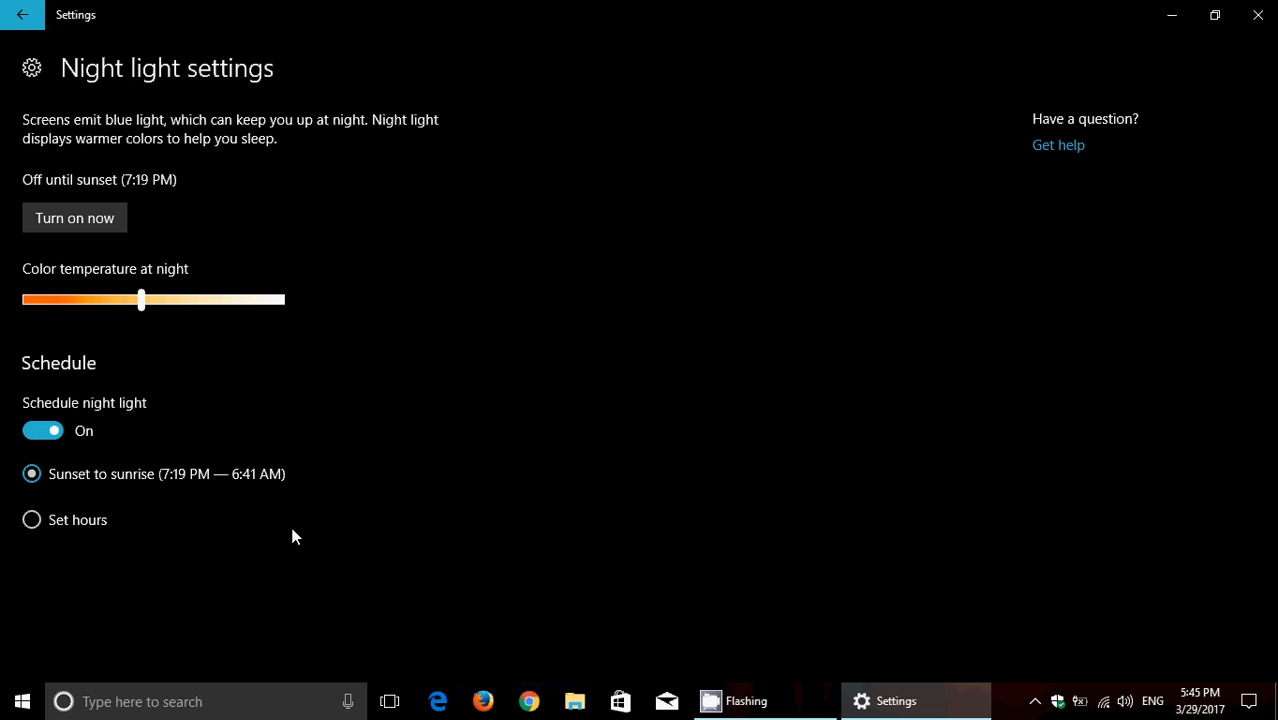 Settings
Night light settings
Screens emit blue light, which can keep you up at night. Night light
displays warmer colors to help you sleep.
Have a question?
Get help
Off until sunset (7:19 PM)
Turn on now
Color temperature at night
Schedule
Schedule night light
On
Sunset to sunrise (7:19 PM — 6:41 AM)
Set hours
Type here to search
Flashing
Settings
ENG
5:45 PM
3/29/2017